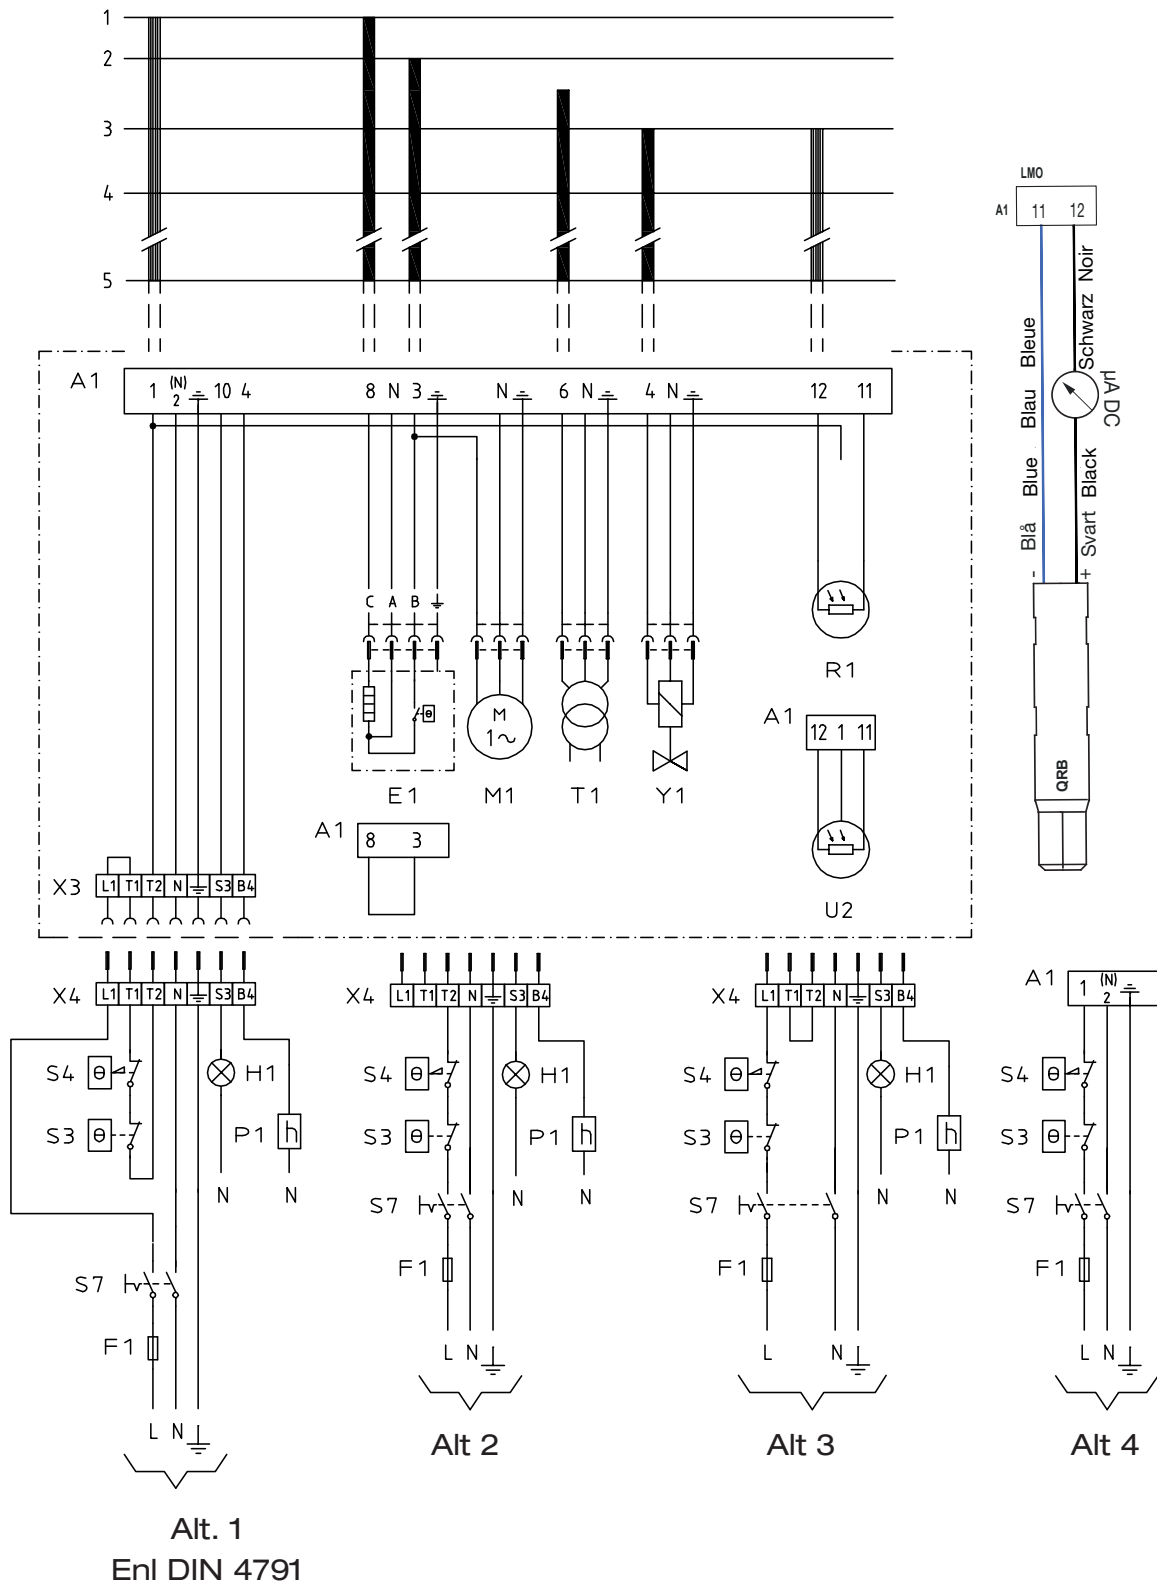 1
2
3
4
5
LMO
A1 11 12
Blå Blue Blau Bleue
Svart Black Schwarz Noir
µA DC
- +
QRB
A1 1 (N) 2 10 4 8 N 3 N 6 N 4 N 12 11
C A B
E1 M 1~ M1 T1 Y1
θ
R1
A1 12 1 11
U2
A1 8 3
X3 L1 T1 T2 N S3 B4
X4 L1 T1 T2 N S3 B4
S4 θ H1
S3 θ P1 h
N N
S7
F1
L N
Alt. 1
Enl DIN 4791
X4 L1 T1 T2 N S3 B4
S4 θ H1
S3 θ P1 h
S7 N N
F1
L N
Alt 2
X4 L1 T1 T2 N S3 B4
S4 θ H1
S3 θ P1 h
S7 N N
F1
L N
Alt 3
A1 1 (N) 2
S4 θ
S3 θ
S7
F1
L N
Alt 4